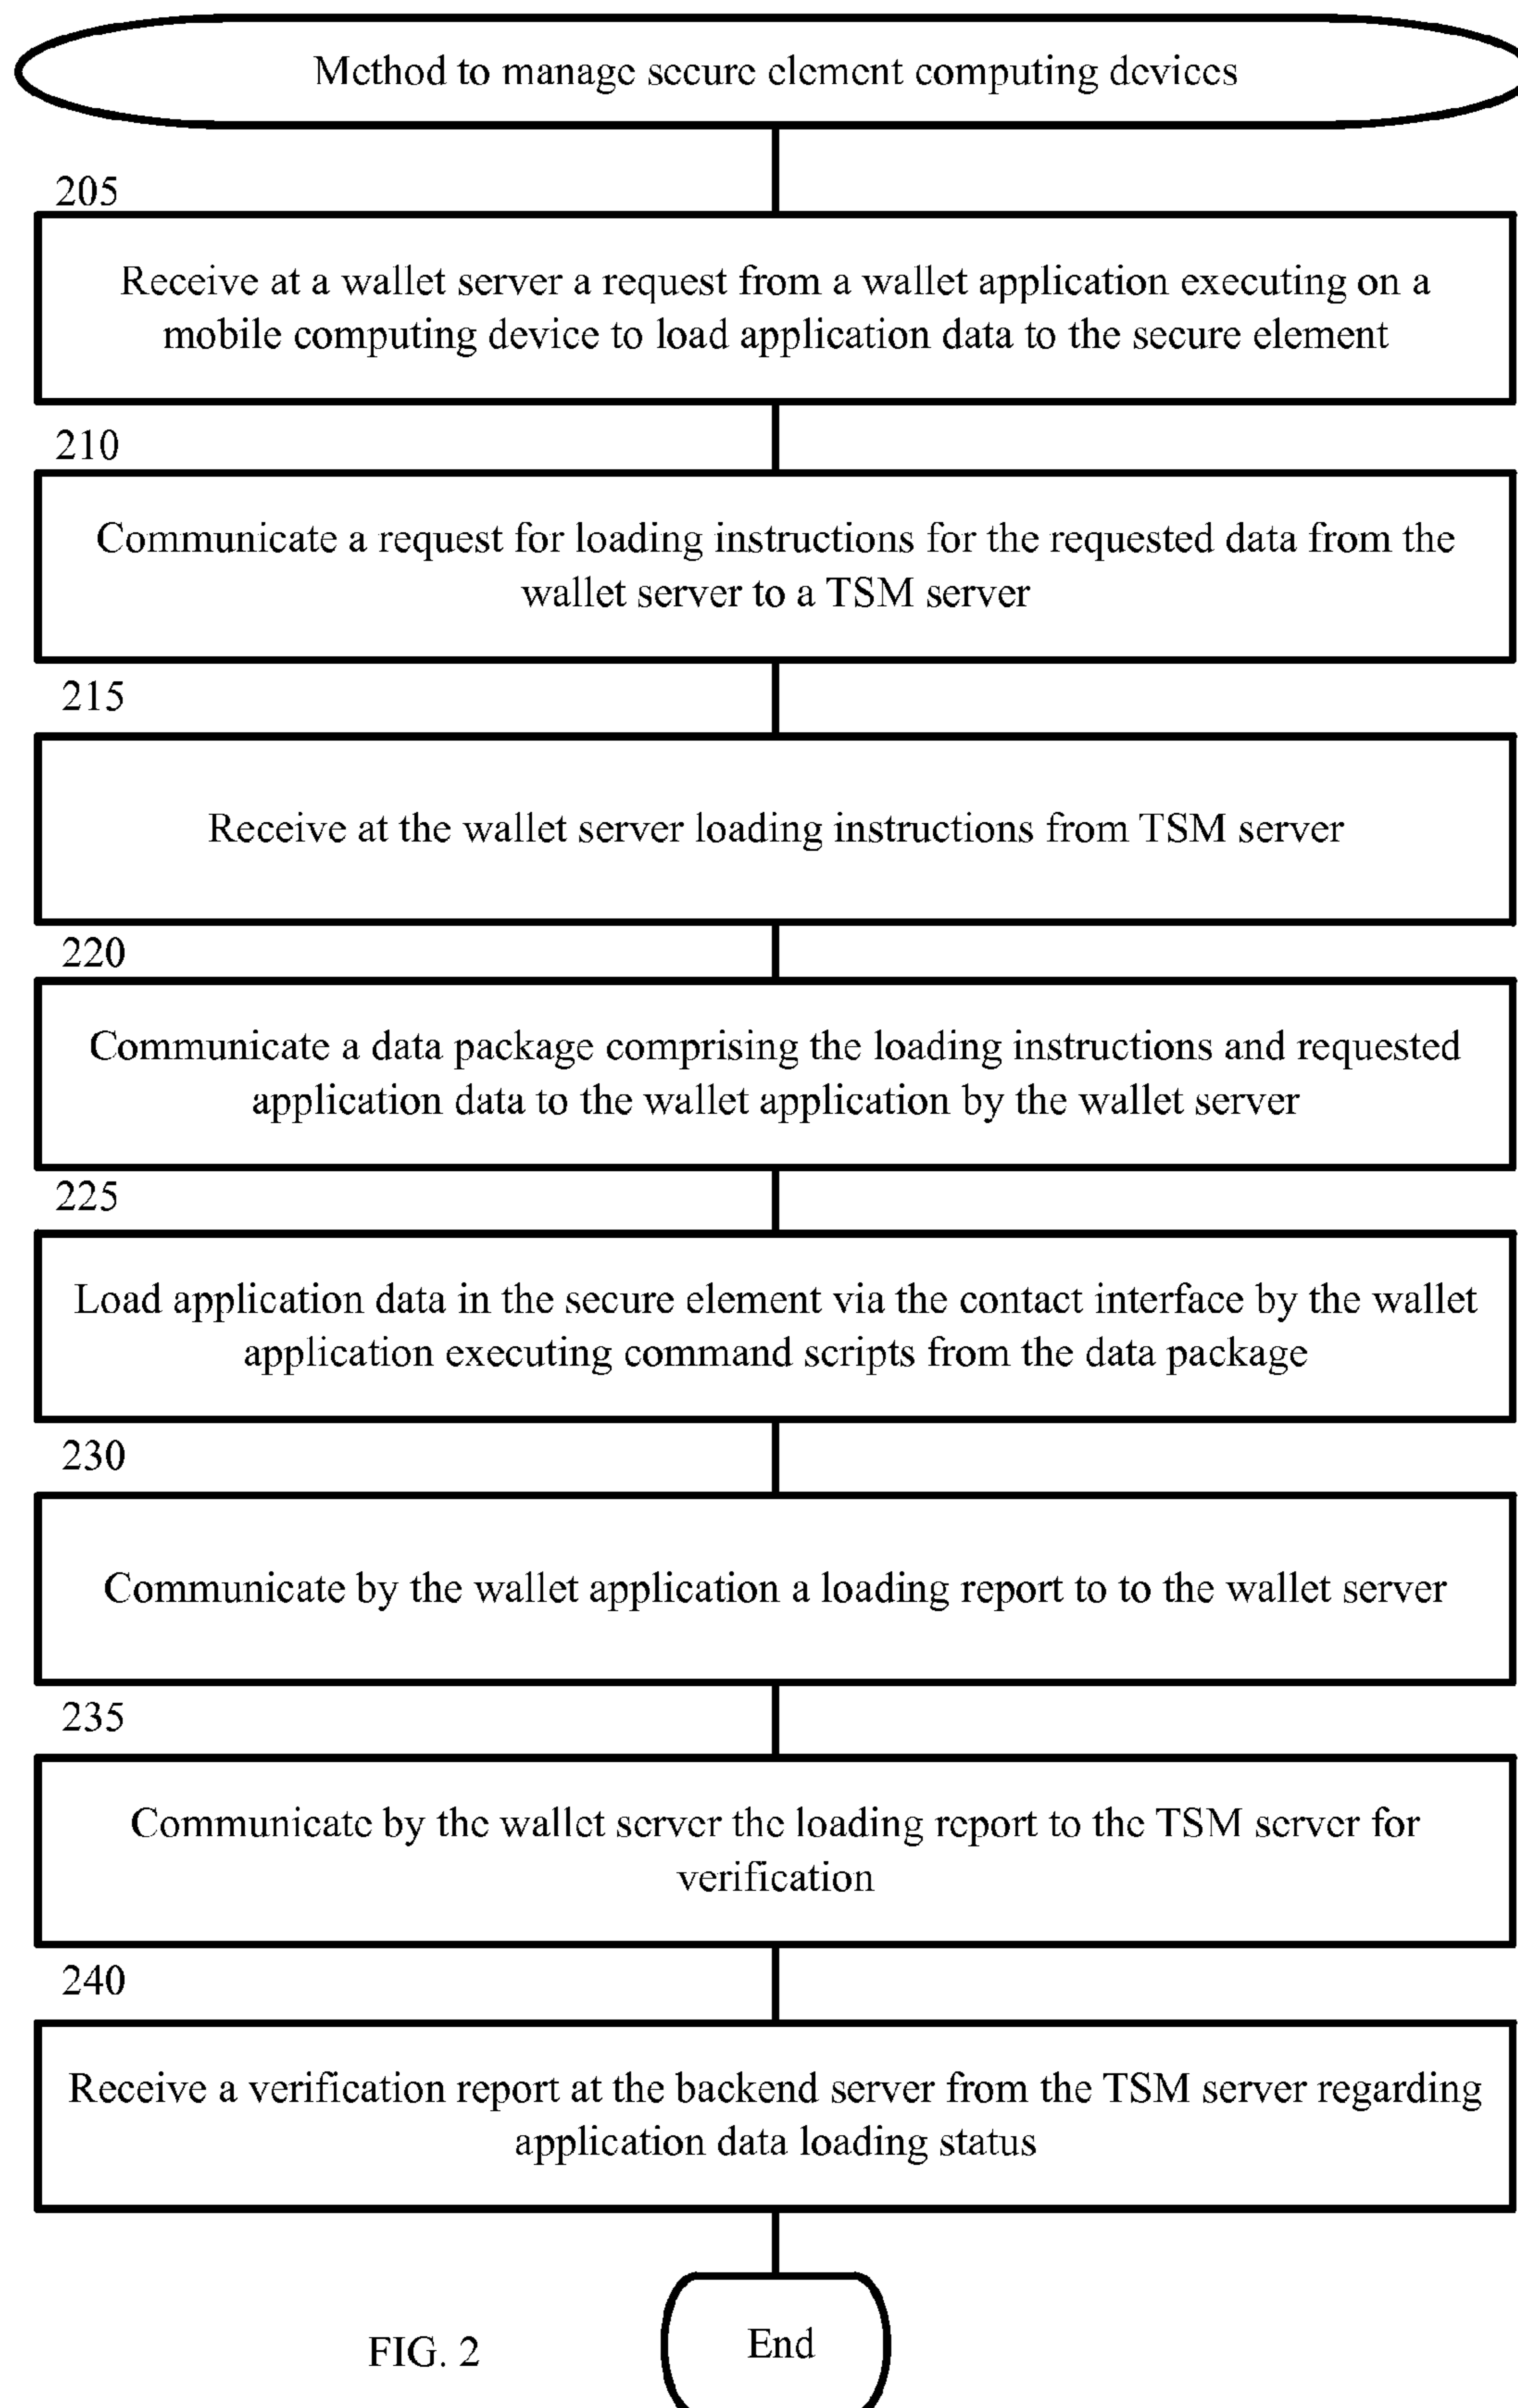 Method to manage secure element computing devices
205
Receive at a wallet server a request from a wallet application executing on a
mobile computing device to load application data to the secure element
210
Communicate a request for loading instructions for the requested data from the
wallet server to a TSM server
215
Receive at the wallet server loading instructions from TSM server
220
Communicate a data package comprising the loading instructions and requested
application data to the wallet application by the wallet server
225
Load application data in the secure element via the contact interface by the wallet
application executing command scripts from the data package
230
Communicate by the wallet application a loading report to to the wallet server
235
Communicate by the wallet server the loading report to the TSM server for
verification
240
Receive a verification report at the backend server from the TSM server regarding
application data loading status
End
FIG. 2